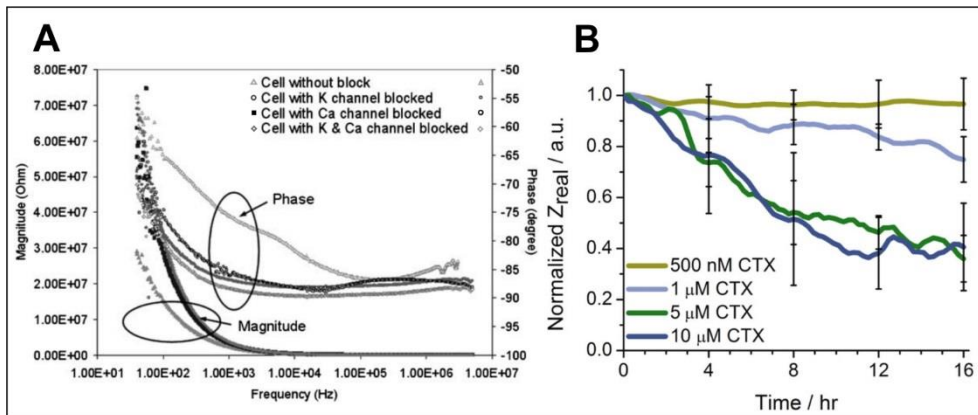 A
8.00E+07
7.00E+07
6.00E+07
5.00E+07
4.00E+07
3.00E+07
2.00E+07
1.00E+07
0.00E+00
Magnitude (Ohm)
Cell without block
Cell with K channel blocked
Cell with Ca channel blocked
Cell with K & Ca channel blocked
Phase
Magnitude
-50
-55
-60
-65
-70
-75
-80
-85
-90
-95
-100
Phase (degree)
1.00E+01 1.00E+02 1.00E+03 1.00E+04 1.00E+05 1.00E+06 1.00E+07
Frequency (Hz)
B
1.0
0.8
0.6
0.4
0.2
0.0
Normalized Zreal / a.u.
500 nM CTX
1 μM CTX
5 μM CTX
10 μM CTX
0 4 8 12 16
Time / hr